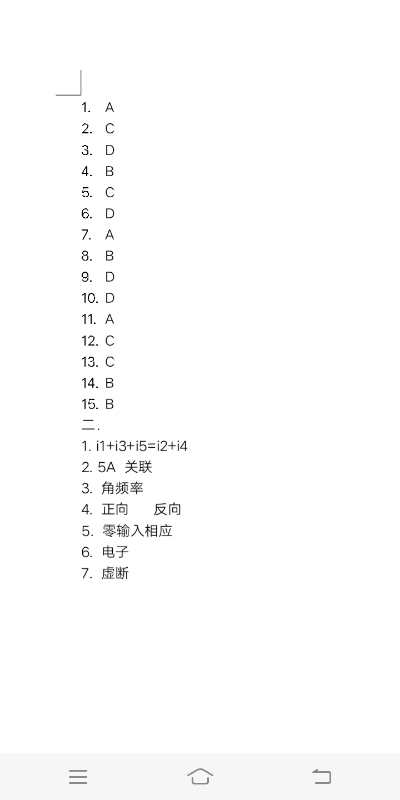 1. A
2. C
3. D
4. B
5. C
6. D
7. A
8. B
9. D
10. D
11. A
12. C
13. C
14. B
15. B
二.
1. i1+i3+i5=i2+i4
2. 5A 关联
3. 角频率
4. 正向 反向
5. 零输入相应
6. 电子
7. 虚断